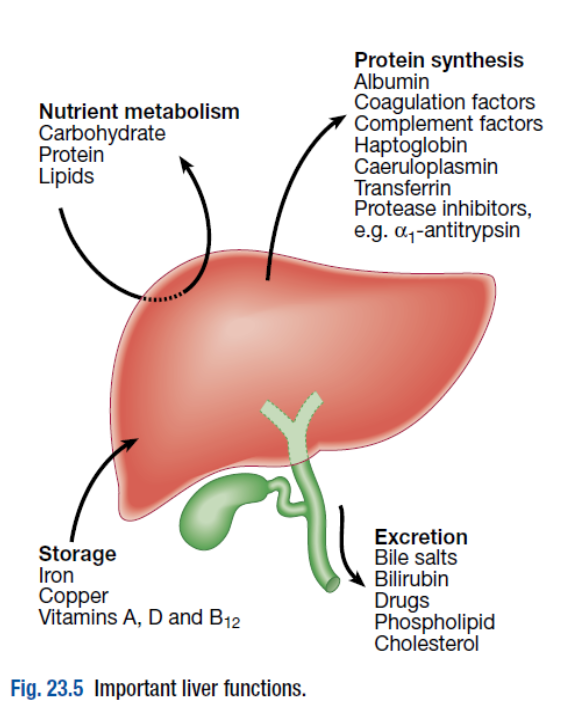 Protein synthesis
Albumin
Coagulation factors
Complement factors
Haptoglobin
Caeruloplasmin
Transferrin
Protease inhibitors,
e.g. α₁-antitrypsin
Nutrient metabolism
Carbohydrate
Protein
Lipids
Storage
Iron
Copper
Vitamins A, D and B₁₂
Excretion
Bile salts
Bilirubin
Drugs
Phospholipid
Cholesterol
Fig. 23.5 Important liver functions.